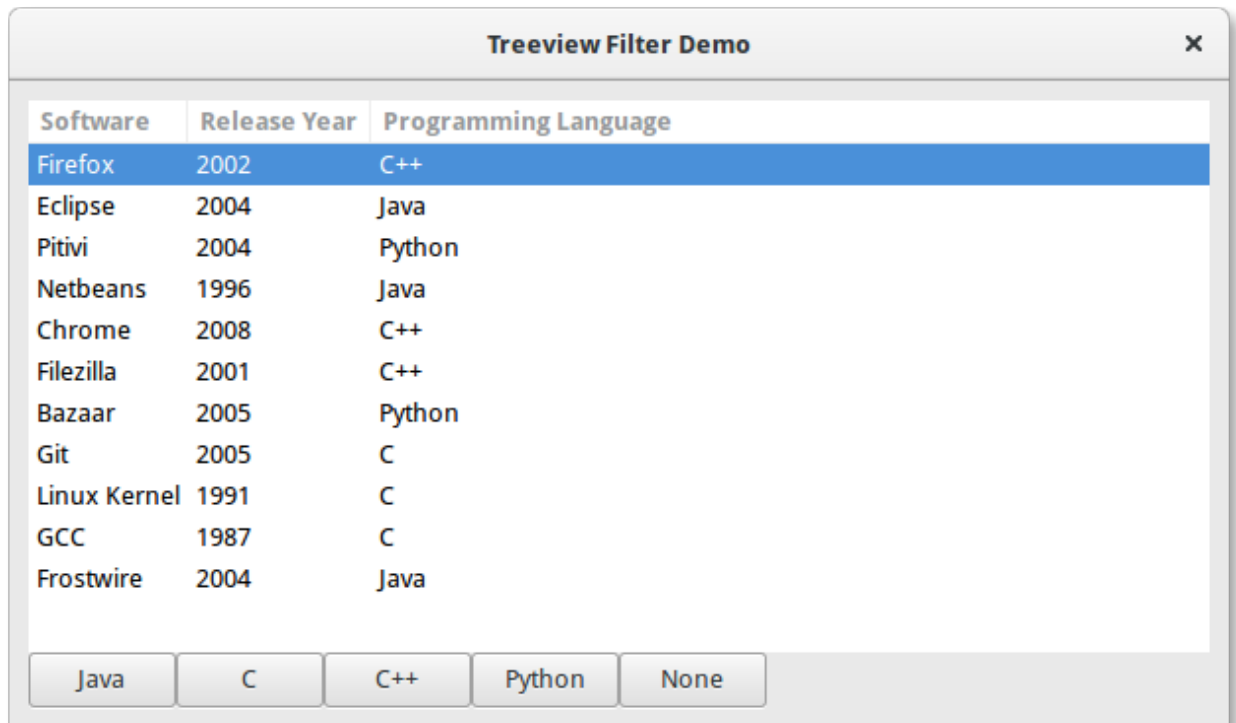 Treeview Filter Demo ×
Software Release Year Programming Language
Firefox 2002 C++
Eclipse 2004 Java
Pitivi 2004 Python
Netbeans 1996 Java
Chrome 2008 C++
Filezilla 2001 C++
Bazaar 2005 Python
Git 2005 C
Linux Kernel 1991 C
GCC 1987 C
Frostwire 2004 Java
Java C C++ Python None